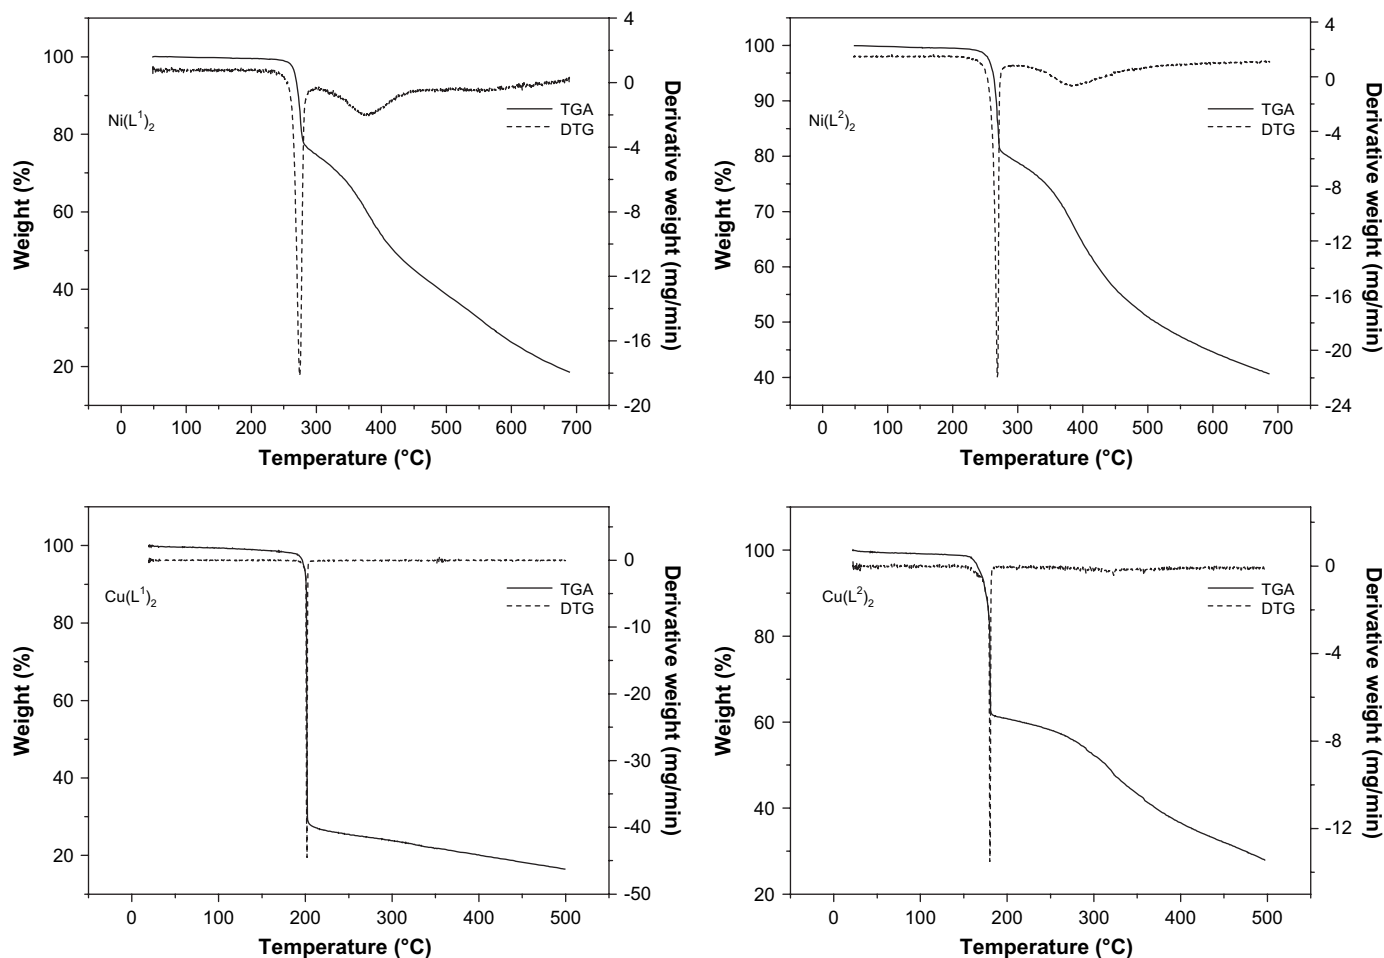 4
100
0
TGA
DTG
Ni(L¹)₂
80
-4
60
-8
40
-12
-16
20
-20
0 100 200 300 400 500 600 700
Weight (%)
Derivative weight (mg/min)
Temperature (°C)
4
100
0
90
TGA
DTG
Ni(L²)₂
-4
80
-8
70
-12
60
-16
50
-20
40
-24
0 100 200 300 400 500 600 700
Weight (%)
Derivative weight (mg/min)
Temperature (°C)
100
0
TGA
DTG
Cu(L¹)₂
80
-10
60
-20
-30
40
-40
20
-50
0 100 200 300 400 500
Weight (%)
Derivative weight (mg/min)
Temperature (°C)
100
0
90
TGA
DTG
Cu(L²)₂
80
-4
70
60
-8
50
40
-12
30
20
0 100 200 300 400 500
Weight (%)
Derivative weight (mg/min)
Temperature (°C)